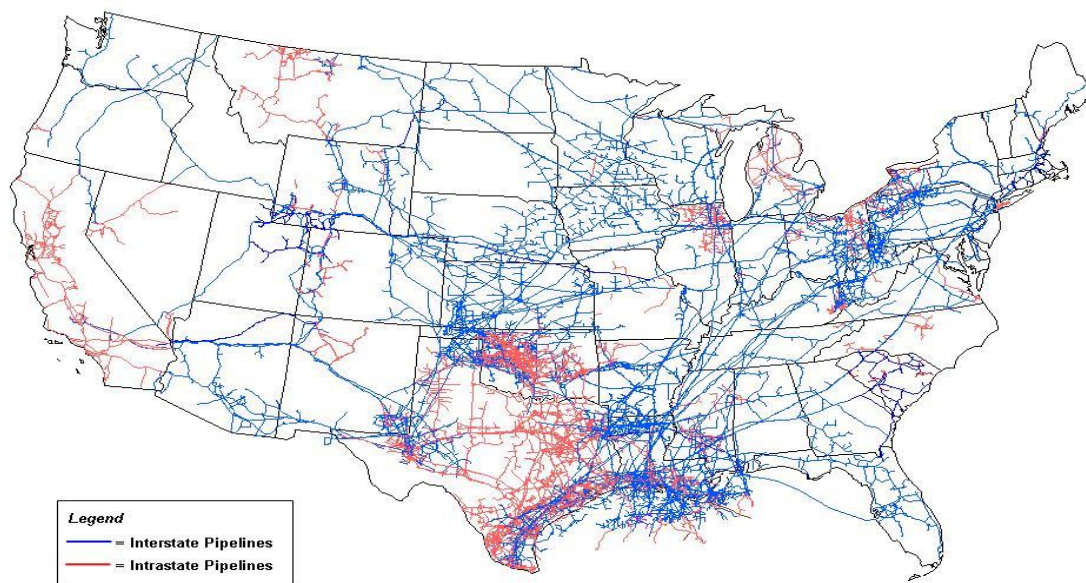 Legend
= Interstate Pipelines
= Intrastate Pipelines